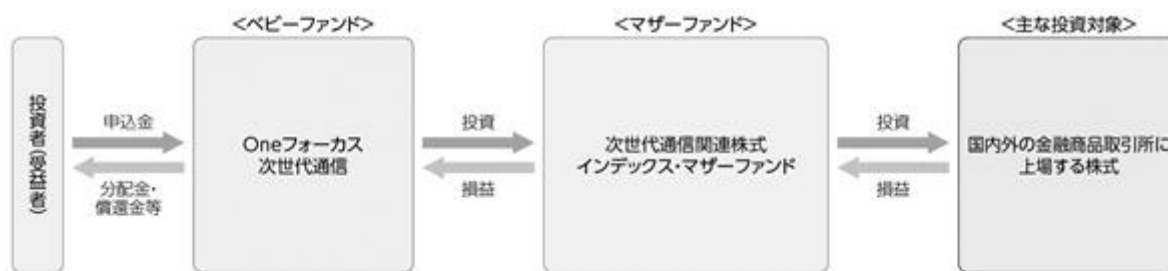 <ベビーファンド>
<マザーファンド>
<主な投資対象>
投資者(受益者)
申込金
分配金・
償還金等
Oneフォーカス
次世代通信
投資
損益
次世代通信関連株式
インデックス・マザーファンド
投資
損益
国内外の金融商品取引所に
上場する株式